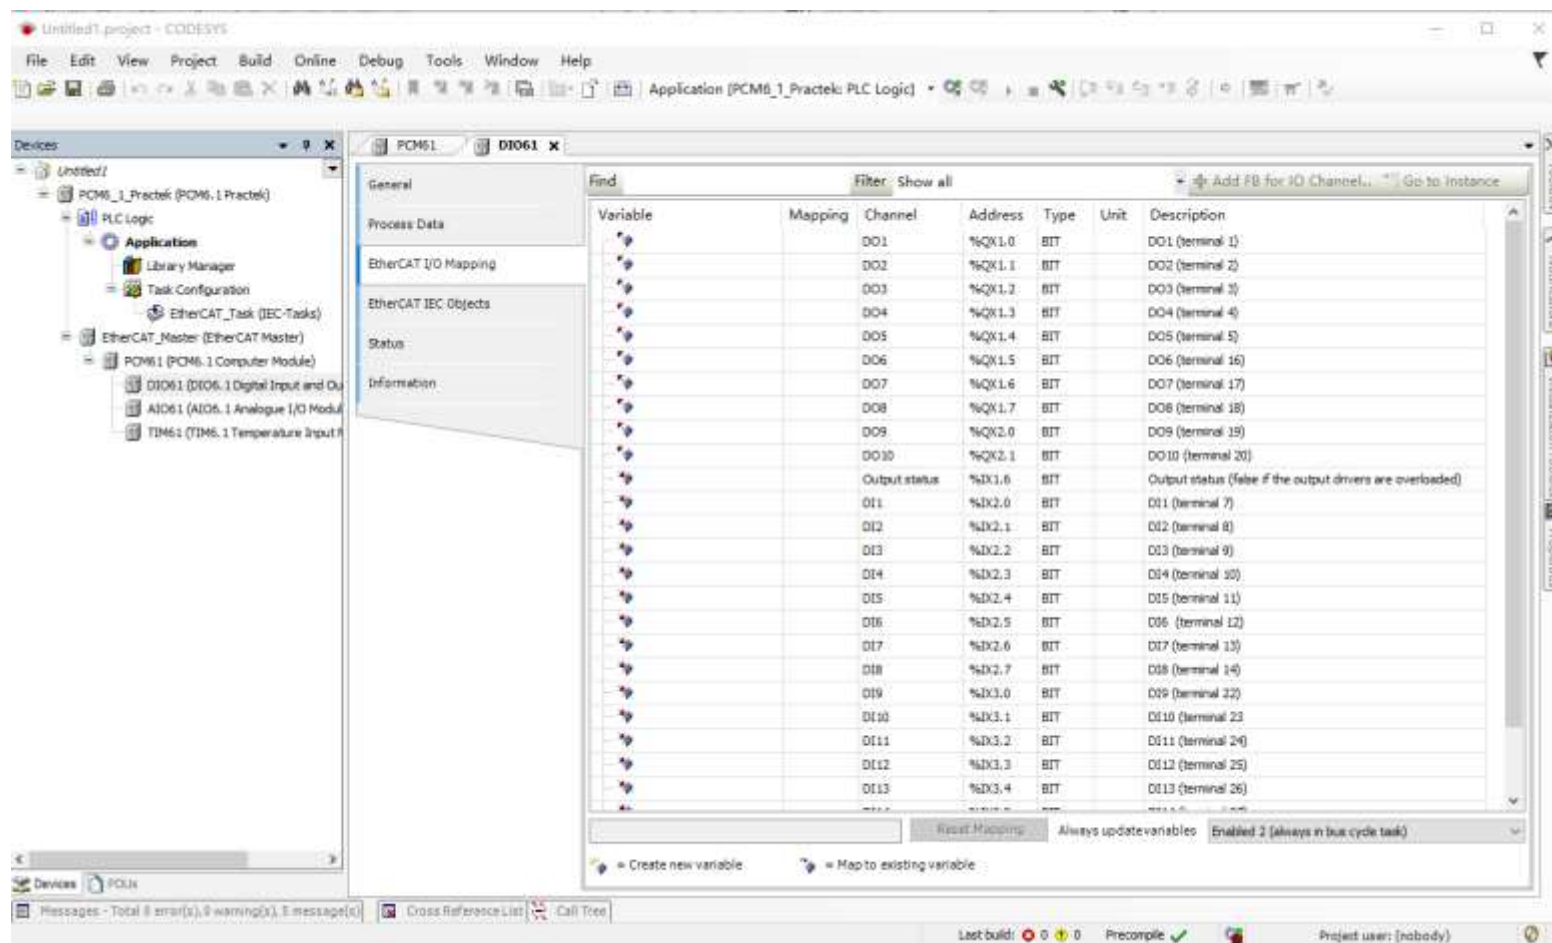 Untitled1.project - CODESYS
File Edit View Project Build Online Debug Tools Window Help
Application [PCM6_1_Practek: PLC Logic]
Devices
Untitled1
PCM6_1_Practek (PCM6.1 Practek)
PLC Logic
Application
Library Manager
Task Configuration
EtherCAT_Task (IEC-Tasks)
EtherCAT_Master (EtherCAT Master)
PCM61 (PCM6.1 Computer Module)
DIO61 (DIO6.1 Digital Input and Ou
AIO61 (AIO6.1 Analogue I/O Modul
TIM61 (TIM6.1 Temperature Input
Devices POUs
PCM61 DIO61
General
Process Data
EtherCAT I/O Mapping
EtherCAT IEC Objects
Status
Information
Find Filter Show all Add FB for IO Channel... Go to Instance
Variable Mapping Channel Address Type Unit Description
DO1 %QX1.0 BIT DO1 (terminal 1)
DO2 %QX1.1 BIT DO2 (terminal 2)
DO3 %QX1.2 BIT DO3 (terminal 3)
DO4 %QX1.3 BIT DO4 (terminal 4)
DO5 %QX1.4 BIT DO5 (terminal 5)
DO6 %QX1.5 BIT DO6 (terminal 16)
DO7 %QX1.6 BIT DO7 (terminal 17)
DO8 %QX1.7 BIT DO8 (terminal 18)
DO9 %QX2.0 BIT DO9 (terminal 19)
DO10 %QX2.1 BIT DO10 (terminal 20)
Output status %IX1.6 BIT Output status (false if the output drivers are overloaded)
DI1 %IX2.0 BIT DI1 (terminal 7)
DI2 %IX2.1 BIT DI2 (terminal 8)
DI3 %IX2.2 BIT DI3 (terminal 9)
DI4 %IX2.3 BIT DI4 (terminal 10)
DI5 %IX2.4 BIT DI5 (terminal 11)
DI6 %IX2.5 BIT DI6 (terminal 12)
DI7 %IX2.6 BIT DI7 (terminal 13)
DI8 %IX2.7 BIT DI8 (terminal 14)
DI9 %IX3.0 BIT DI9 (terminal 22)
DI10 %IX3.1 BIT DI10 (terminal 23
DI11 %IX3.2 BIT DI11 (terminal 24)
DI12 %IX3.3 BIT DI12 (terminal 25)
DI13 %IX3.4 BIT DI13 (terminal 26)
Reset Mapping Always update variables Enabled 2 (always in bus cycle task)
= Create new variable = Map to existing variable
Messages - Total 0 error(s), 0 warning(s), message(s) Cross Reference List Call Tree
Last build: 0 0 Precompile Project user: (nobody)